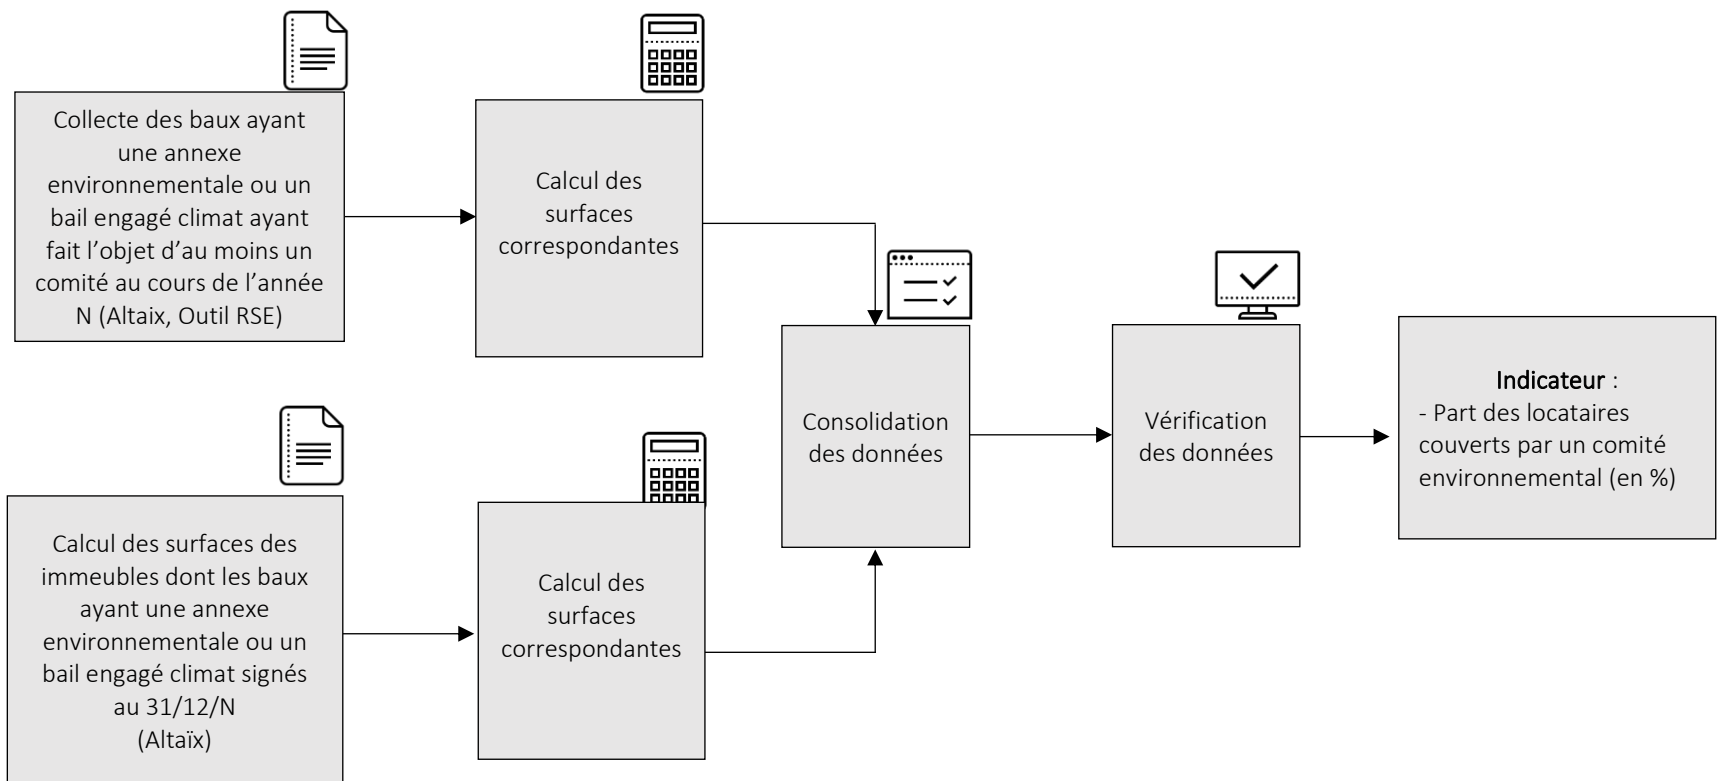 Collecte des baux ayant
une annexe
environnementale ou un
bail engagé climat ayant
fait l’objet d’au moins un
comité au cours de l’année
N (Altaix, Outil RSE)
Calcul des
surfaces
correspondantes
Calcul des surfaces des
immeubles dont les baux
ayant une annexe
environnementale ou un
bail engagé climat signés
au 31/12/N
(Altaïx)
Calcul des
surfaces
correspondantes
Consolidation
des données
Vérification
des données
Indicateur :
- Part des locataires
couverts par un comité
environnemental (en %)